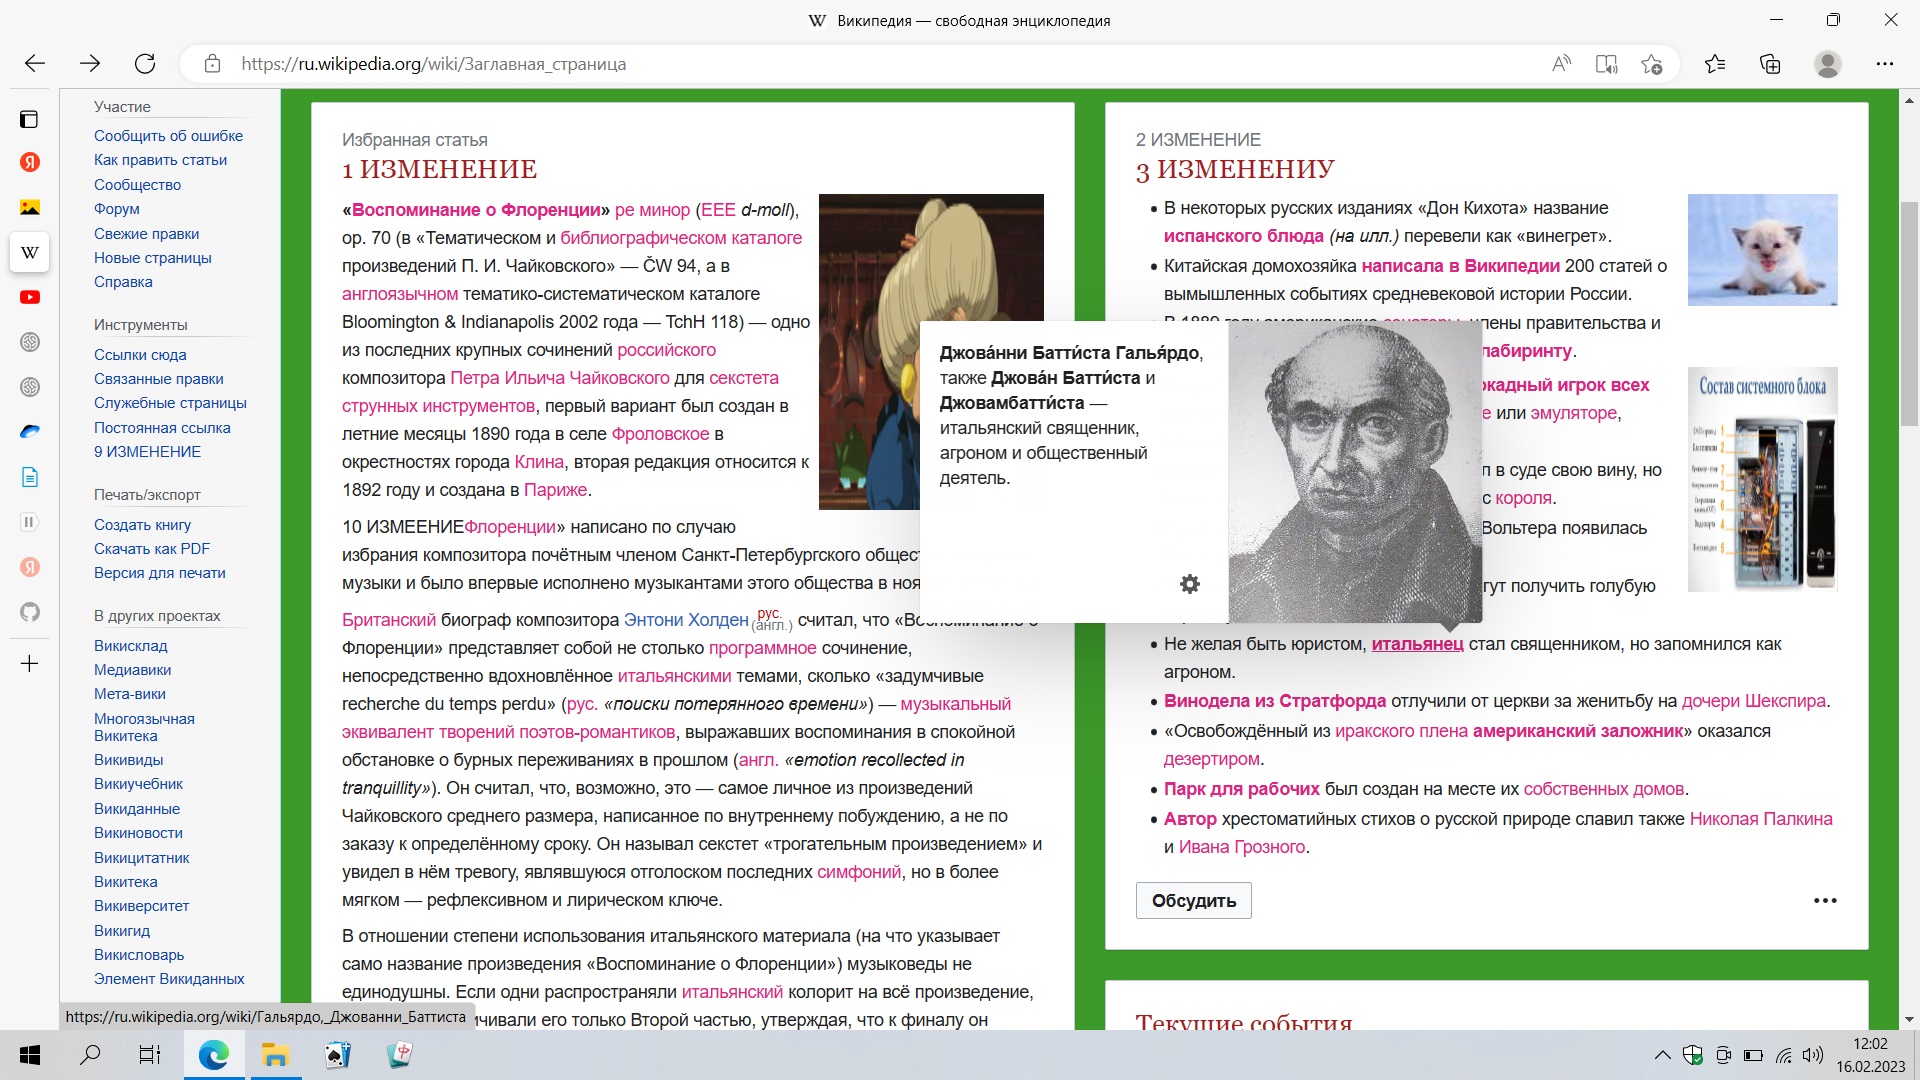 Википедия — свободная энциклопедия
https://ru.wikipedia.org/wiki/Заглавная_страница
Участие
Сообщить об ошибке
Как править статьи
Сообщество
Форум
Свежие правки
Новые страницы
Справка
Инструменты
Ссылки сюда
Связанные правки
Служебные страницы
Постоянная ссылка
9 ИЗМЕНЕНИЕ
Печать/экспорт
Создать книгу
Скачать как PDF
Версия для печати
В других проектах
Викисклад
Медиавики
Мета-вики
Многоязычная
Викитека
Викивиды
Викиучебник
Викиданные
Викиновости
Викицитатник
Викитека
Викиверситет
Викигид
Викисловарь
Элемент Викиданных
https://ru.wikipedia.org/wiki/Гальярдо,_Джованни_Баттиста
Избранная статья
1 ИЗМЕНЕНИЕ
«Воспоминание о Флоренции» ре минор (ЕЕЕ d-moll),
ор. 70 (в «Тематическом и библиографическом каталоге
произведений П. И. Чайковского» — ČW 94, а в
англоязычном тематико-систематическом каталоге
Bloomington & Indianapolis 2002 года — TchH 118) — одно
из последних крупных сочинений российского
композитора Петра Ильича Чайковского для секстета
струнных инструментов, первый вариант был создан в
летние месяцы 1890 года в селе Фроловское в
окрестностях города Клина, вторая редакция относится к
1892 году и создана в Париже.
10 ИЗМЕЕНИЕФлоренции» написано по случаю
избрания композитора почётным членом Санкт-Петербургского общест
музыки и было впервые исполнено музыкантами этого общества в ноя
Британский биограф композитора Энтони Холден рус. (англ.) считал, что «Воспоминание о
Флоренции» представляет собой не столько программное сочинение,
непосредственно вдохновлённое итальянскими темами, сколько «задумчивые
recherche du temps perdu» (рус. «поиски потерянного времени») — музыкальный
эквивалент творений поэтов-романтиков, выражавших воспоминания в спокойной
обстановке о бурных переживаниях в прошлом (англ. «emotion recollected in
tranquillity»). Он считал, что, возможно, это — самое личное из произведений
Чайковского среднего размера, написанное по внутреннему побуждению, а не по
заказу к определённому сроку. Он называл секстет «трогательным произведением» и
увидел в нём тревогу, являвшуюся отголоском последних симфоний, но в более
мягком — рефлексивном и лирическом ключе.
В отношении степени использования итальянского материала (на что указывает
само название произведения «Воспоминание о Флоренции») музыковеды не
единодушны. Если одни распространяли итальянский колорит на всё произведение,
чивали его только Второй частью, утверждая, что к финалу он
Джова́нни Батти́ста Галья́рдо,
также Джова́н Батти́ста и
Джовамбатти́ста —
итальянский священник,
агроном и общественный
деятель.
2 ИЗМЕНЕНИЕ
3 ИЗМЕНЕНИУ
• В некоторых русских изданиях «Дон Кихота» название
испанского блюда (на илл.) перевели как «винегрет».
• Китайская домохозяйка написала в Википедии 200 статей о
вымышленных событиях средневековой истории России.
• В 1889 году американские сенаторы, члены правительства и
лабиринту.
ркадный игрок всех
е или эмуляторе,
л в суде свою вину, но
с короля.
Вольтера появилась
гут получить голубую
• Не желая быть юристом, итальянец стал священником, но запомнился как
агроном.
• Винодела из Стратфорда отлучили от церкви за женитьбу на дочери Шекспира.
• «Освобождённый из иракского плена американский заложник» оказался
дезертиром.
• Парк для рабочих был создан на месте их собственных домов.
• Автор хрестоматийных стихов о русской природе славил также Николая Палкина
и Ивана Грозного.
Состав системного блока
Обсудить
Текущие события
12:02
16.02.2023